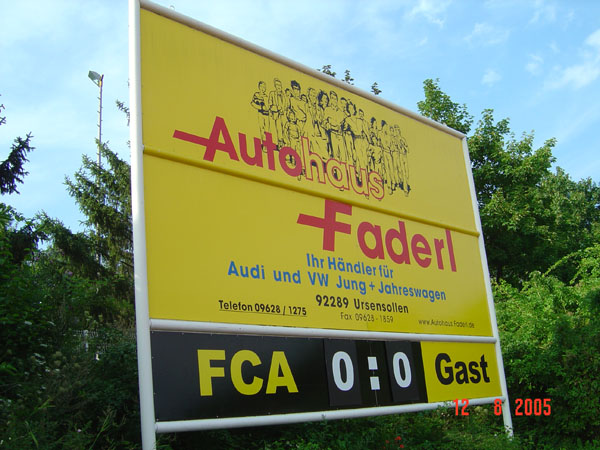 Autohaus
Faderl
Ihr Händler für
Audi und VW Jung + Jahreswagen
92289 Ursensollen
Telefon 09628 / 1275
Fax 09628 - 1859
www.Autohaus Faderl.de
FCA 0:0 Gast
12 8 2005